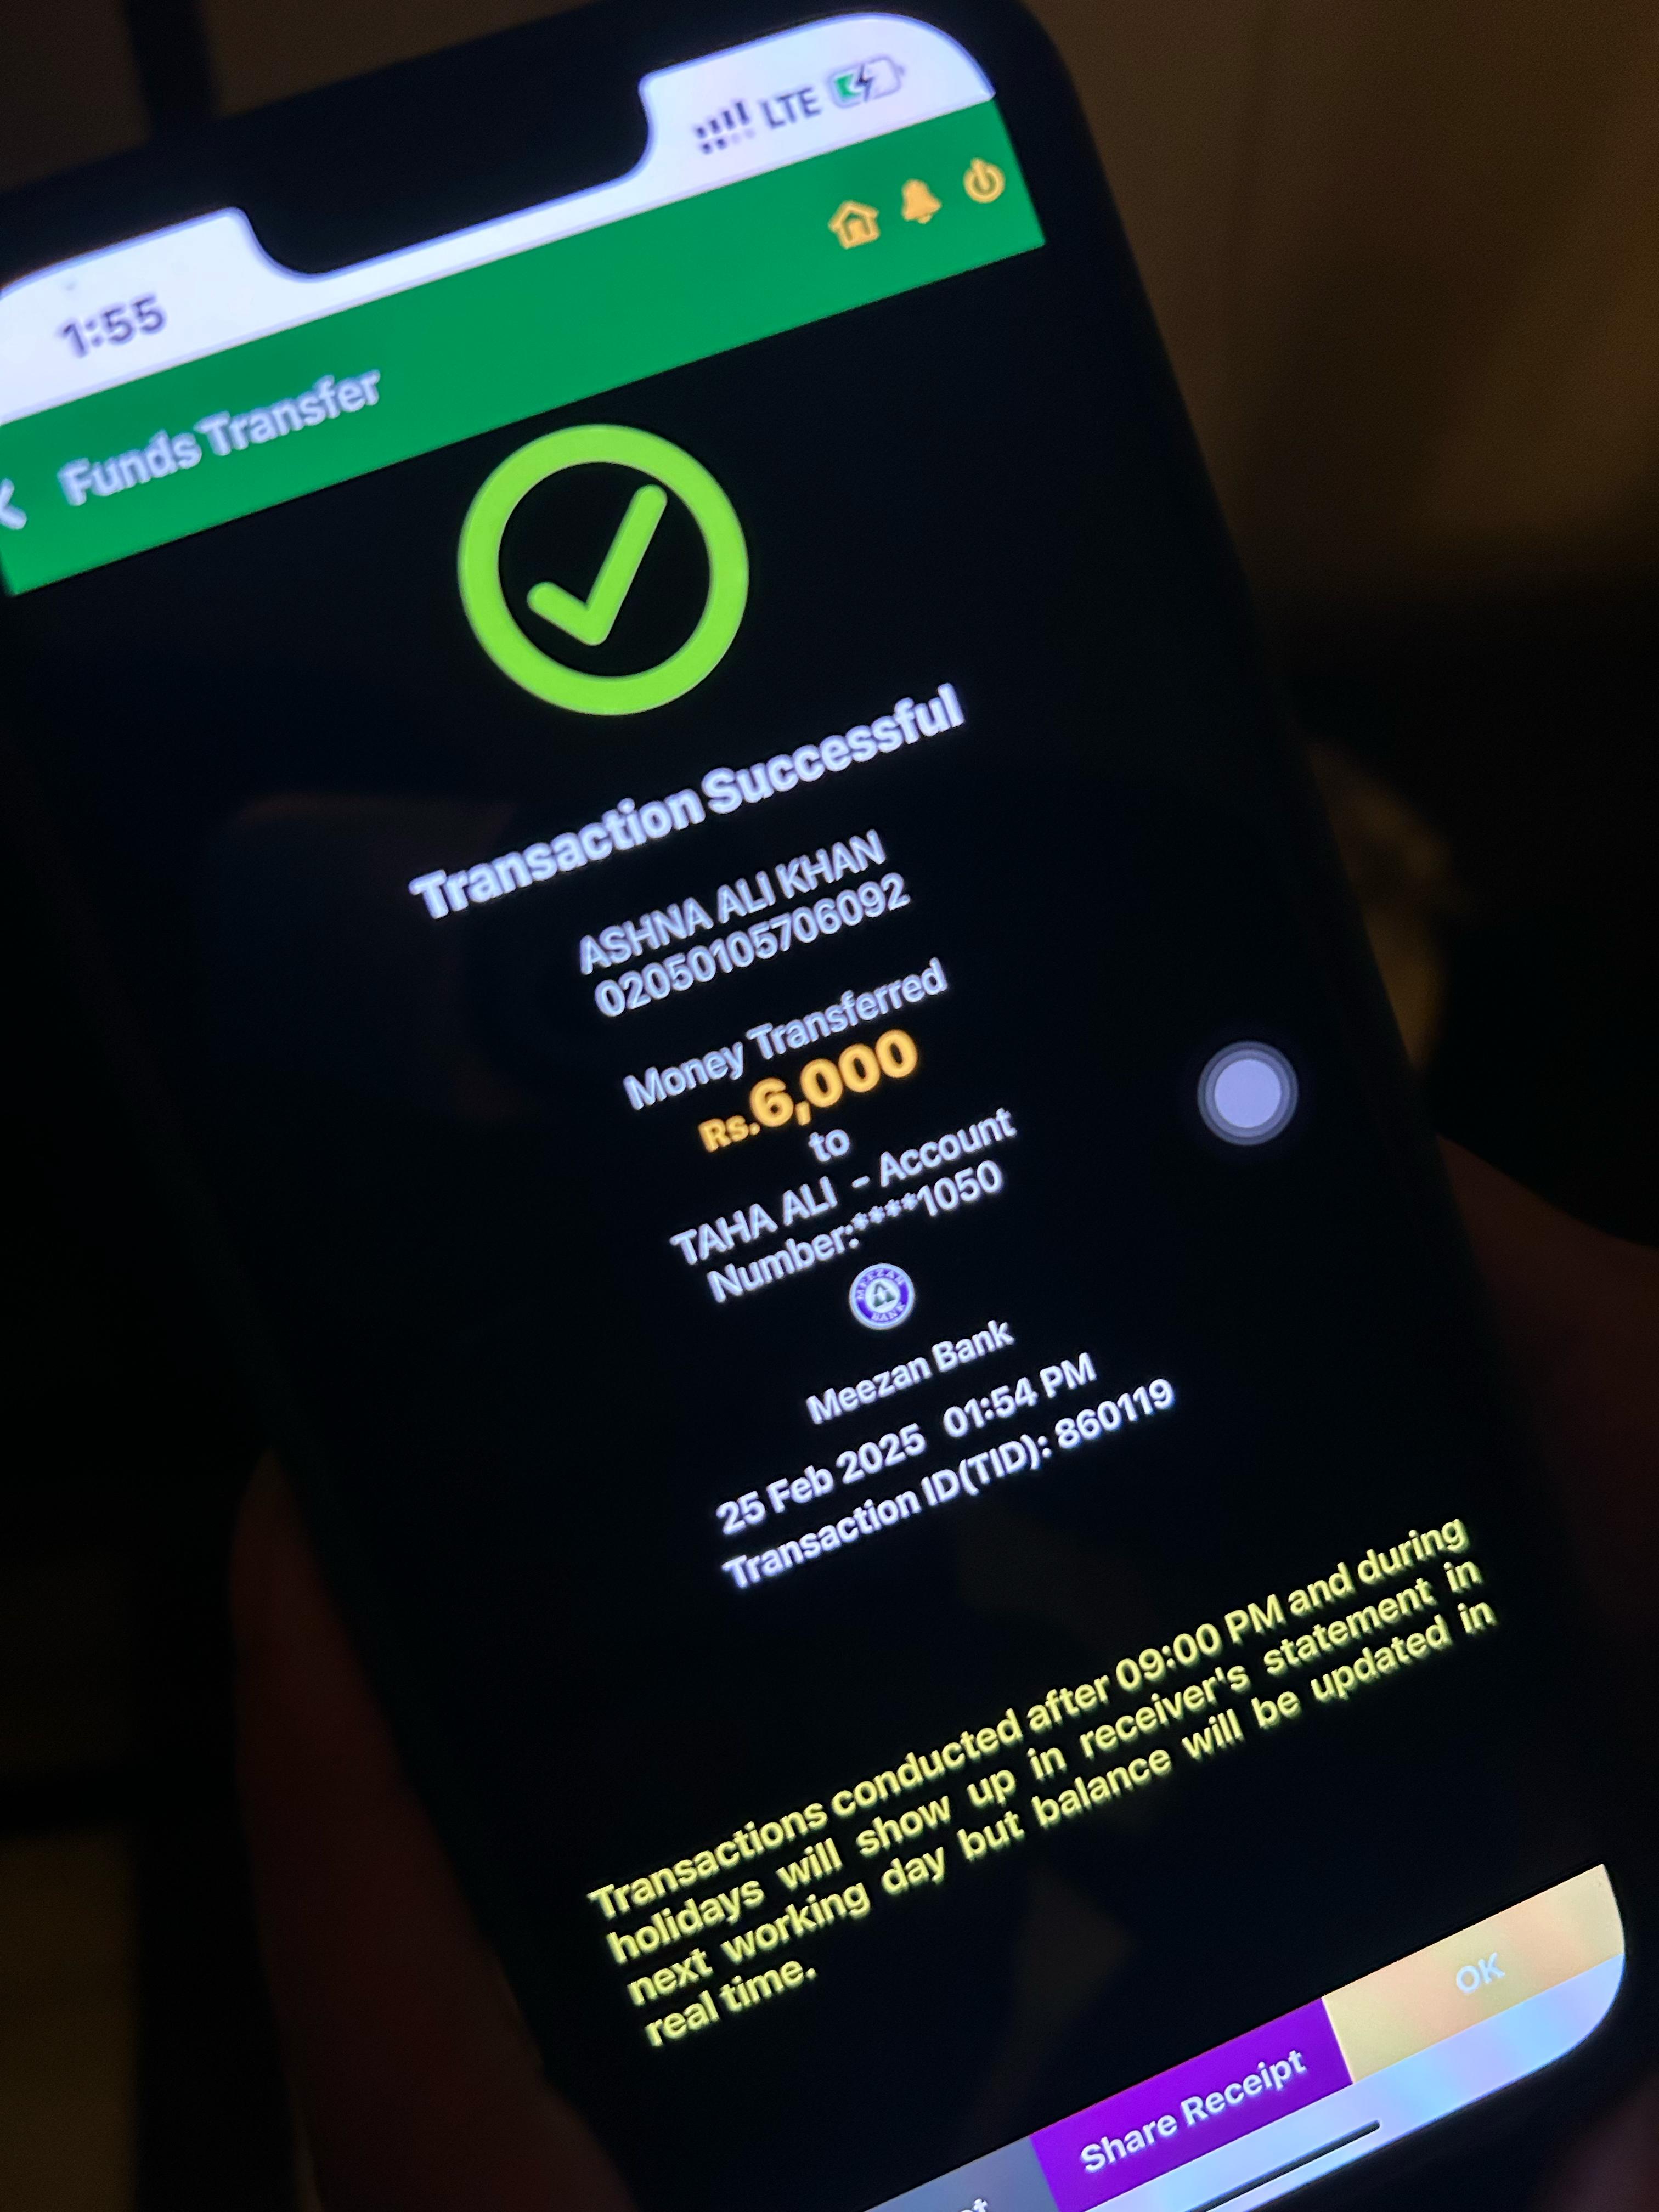 1:55
LTE
Funds Transfer
Transaction Successful
ASHNA ALI KHAN
02050105706092
Money Transferred
Rs.6,000
to
TAHA ALI - Account
Number:****1050
MEEZAN BANK
Meezan Bank
25 Feb 2025 01:54 PM
Transaction ID(TID): 860119
Transactions conducted after 09:00 PM and during
holidays will show up in receiver's statement in
next working day but balance will be updated in
real time.
Share Receipt
OK